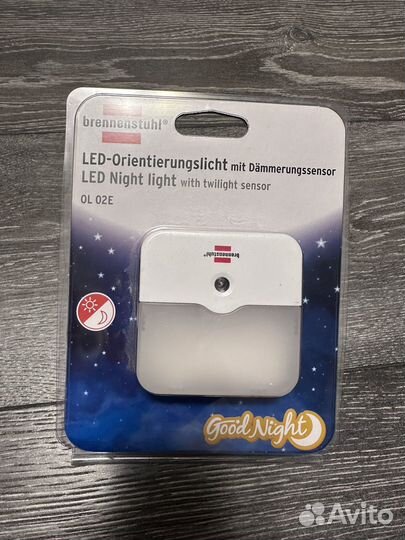 brennenstuhl®
LED-Orientierungslicht mit Dämmerungssensor
LED Night light with twilight sensor
OL 02E
brennenstuhl®
Good Night
Avito